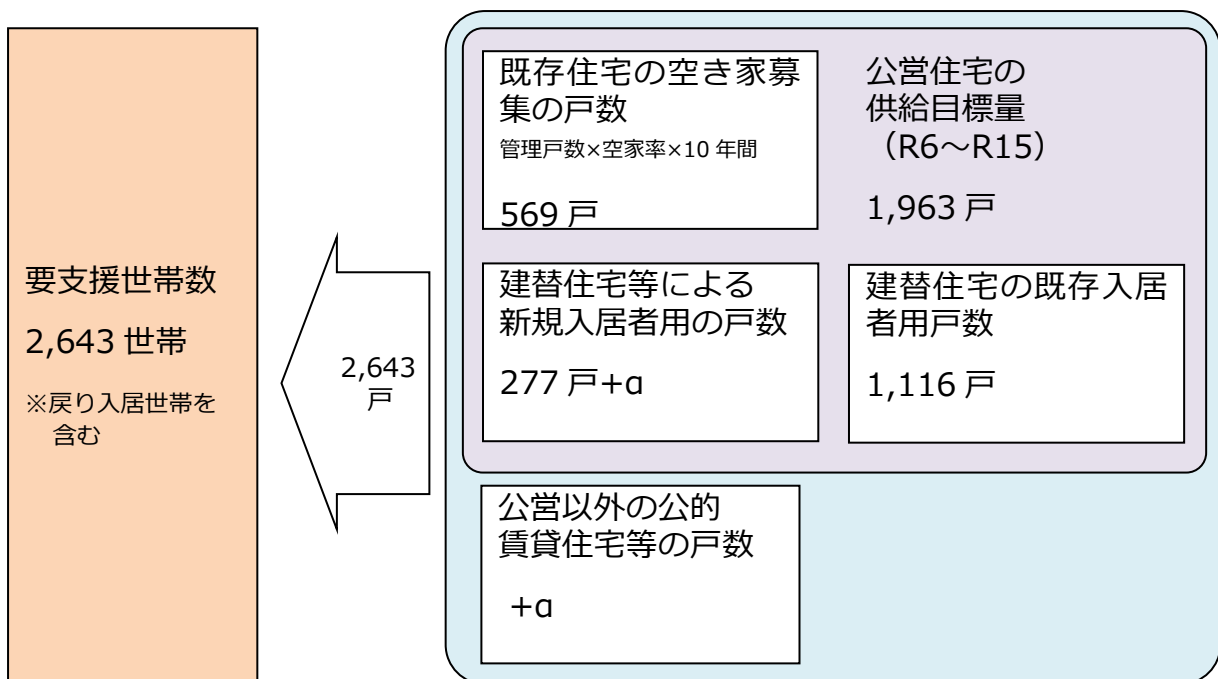 要支援世帯数
2,643 世帯
※戻り入居世帯を
含む
2,643
戸
既存住宅の空き家募
集の戸数
管理戸数×空家率×10 年間
569 戸
公営住宅の
供給目標量
（R6～R15）
1,963 戸
建替住宅等による
新規入居者用の戸数
277 戸+α
建替住宅の既存入居
者用戸数
1,116 戸
公営以外の公的
賃貸住宅等の戸数
+α